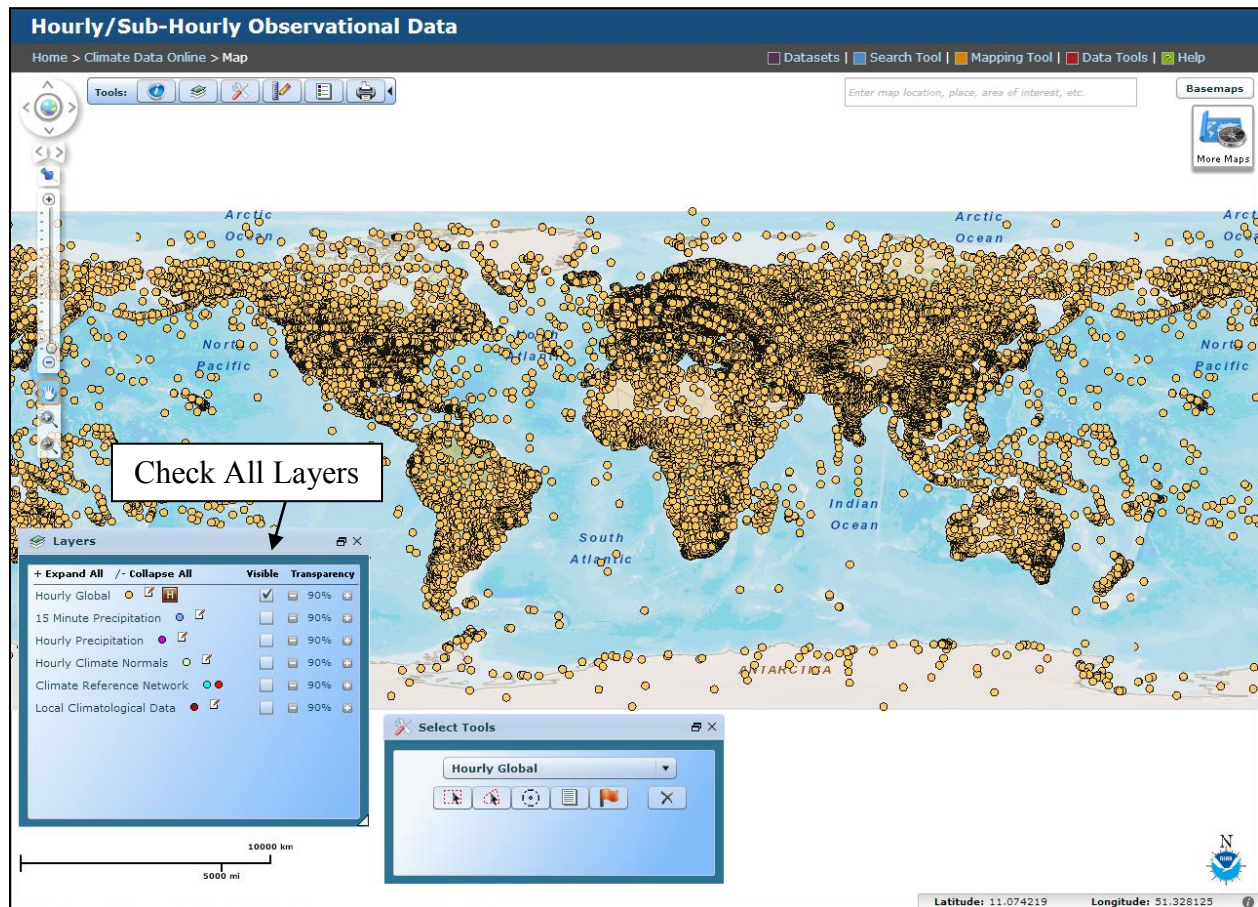 Hourly/Sub-Hourly Observational Data
Home > Climate Data Online > Map
Datasets | Search Tool | Mapping Tool | Data Tools | ? Help
Tools:
Enter map location, place, area of interest, etc.
Basemaps
More Maps
Arctic
Ocean
Arctic
Ocean
North
Pacific
North
Atlantic
North
Pacific
Check All Layers
Indian
Ocean
South
Atlantic
ANTARCTICA
Layers
+ Expand All /- Collapse All Visible Transparency
Hourly Global H 90%
15 Minute Precipitation 90%
Hourly Precipitation 90%
Hourly Climate Normals 90%
Climate Reference Network 90%
Local Climatological Data 90%
Select Tools
Hourly Global
10000 km
5000 mi
N
Latitude: 11.074219 Longitude: 51.328125